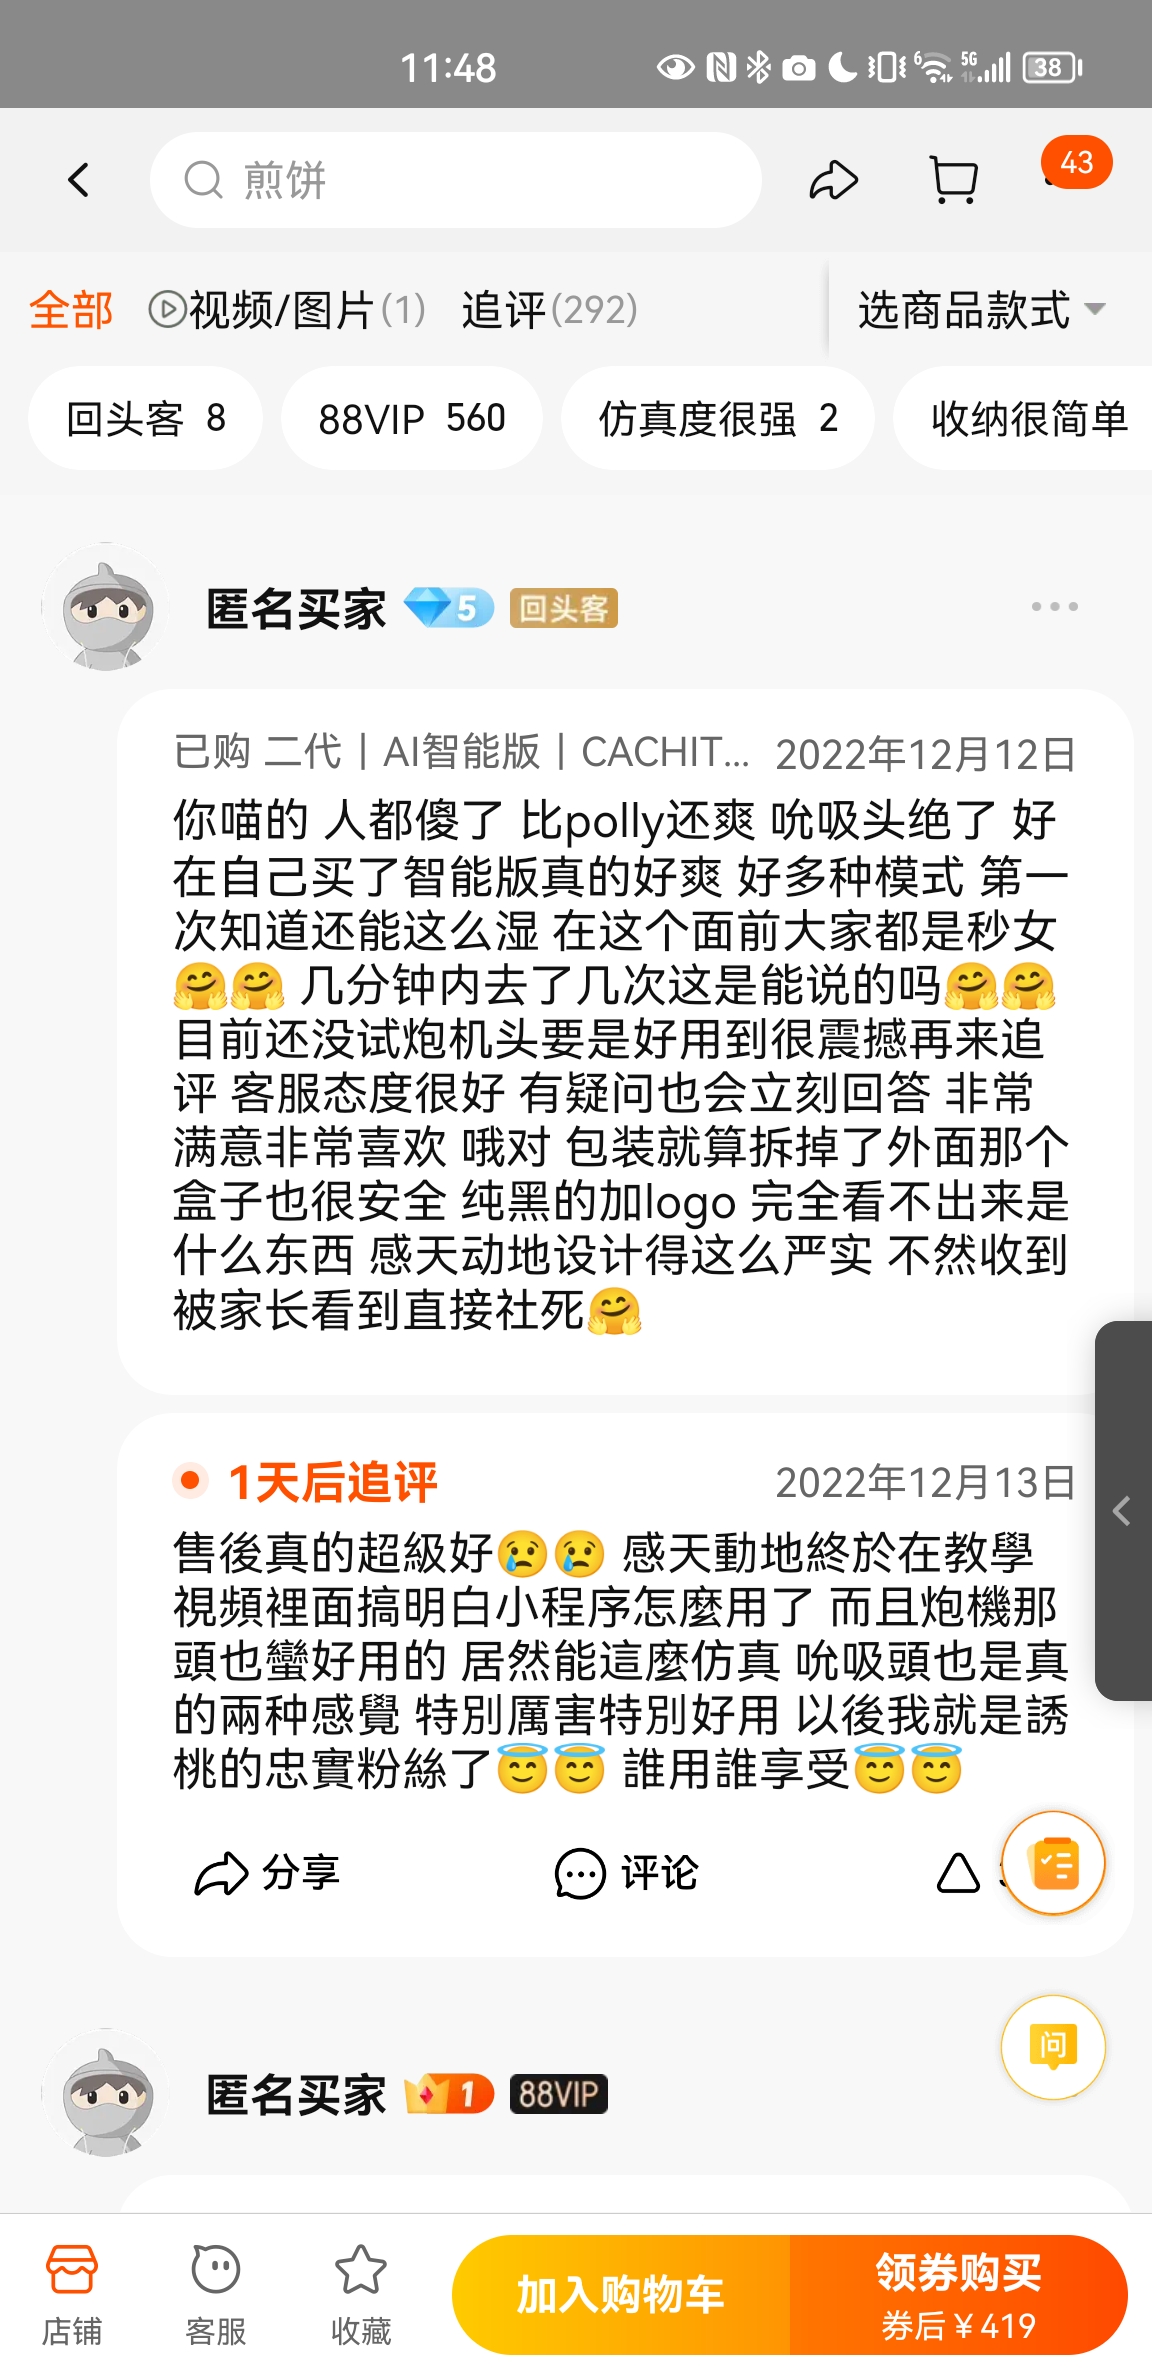 11:48
6
5G
38
煎饼
43
全部 视频/图片(1) 追评(292) 选商品款式
回头客 8 88VIP 560 仿真度很强 2 收纳很简单
匿名买家 5 回头客
已购 二代 | AI智能版 | CACHIT... 2022年12月12日
你喵的 人都傻了 比polly还爽 吮吸头绝了 好
在自己买了智能版真的好爽 好多种模式 第一
次知道还能这么湿 在这个面前大家都是秒女
🤗🤗 几分钟内去了几次这是能说的吗🤗🤗
目前还没试炮机头要是好用到很震撼再来追
评 客服态度很好 有疑问也会立刻回答 非常
满意非常喜欢 哦对 包装就算拆掉了外面那个
盒子也很安全 纯黑的加logo 完全看不出来是
什么东西 感天动地设计得这么严实 不然收到
被家长看到直接社死🤗
1天后追评 2022年12月13日
售後真的超級好😢😢 感天動地終於在教學
視頻裡面搞明白小程序怎麼用了 而且炮機那
頭也蠻好用的 居然能這麼仿真 吮吸頭也是真
的兩种感覺 特別厲害特別好用 以後我就是誘
桃的忠實粉絲了😇😇 誰用誰享受😇😇
分享 评论
问
匿名买家 1 88VIP
店铺 客服 收藏 加入购物车 领券购买
券后¥419